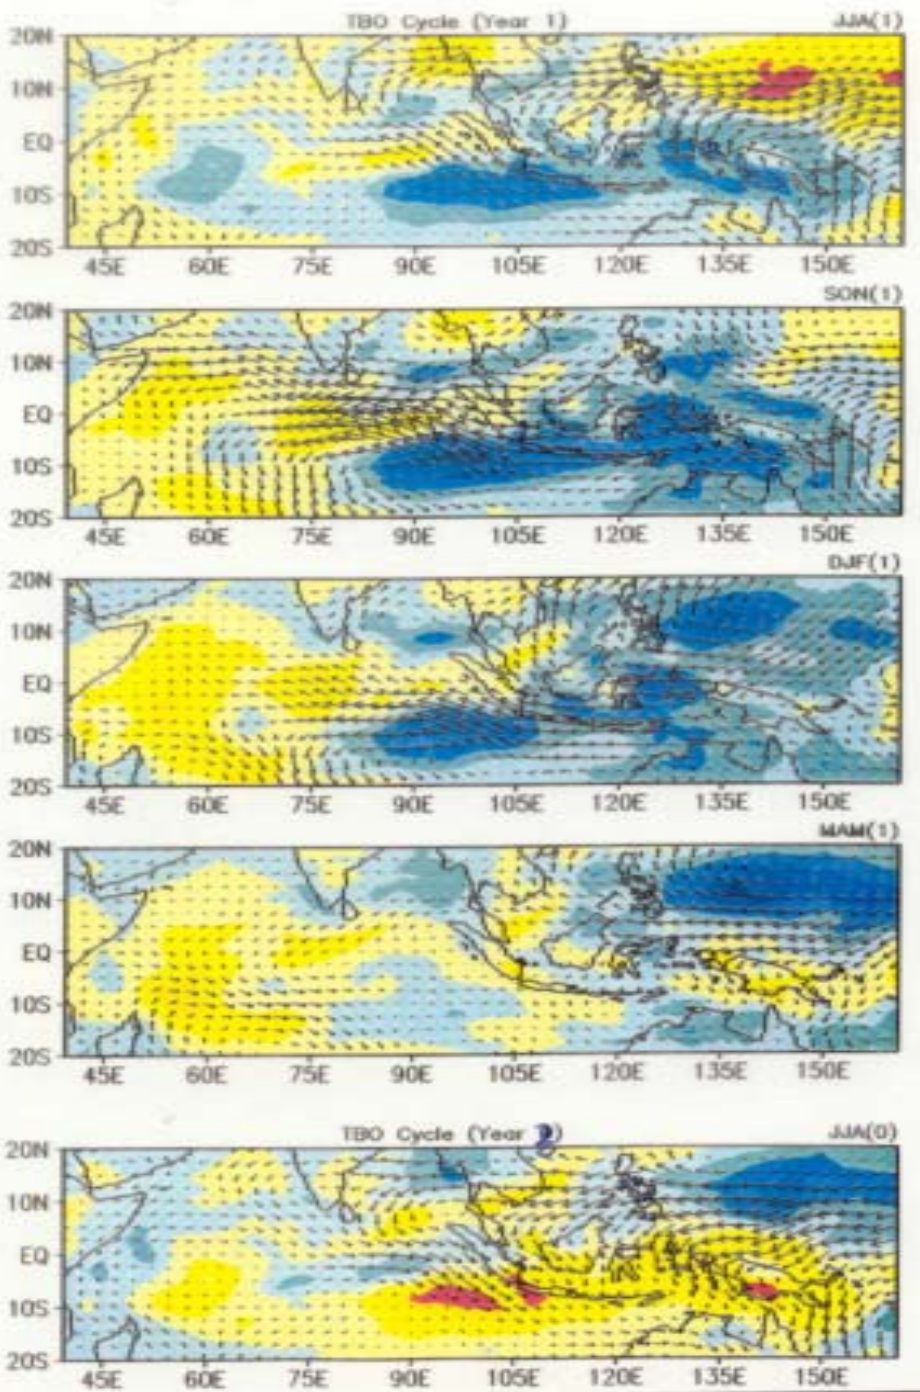 TBO Cycle (Year 1) JJA(1)
20N
10N
EQ
10S
20S
45E 60E 75E 90E 105E 120E 135E 150E
SON(1)
20N
10N
EQ
10S
20S
45E 60E 75E 90E 105E 120E 135E 150E
DJF(1)
20N
10N
EQ
10S
20S
45E 60E 75E 90E 105E 120E 135E 150E
MAM(1)
20N
10N
EQ
10S
20S
45E 60E 75E 90E 105E 120E 135E 150E
TBO Cycle (Year 2) JJA(0)
20N
10N
EQ
10S
20S
45E 60E 75E 90E 105E 120E 135E 150E